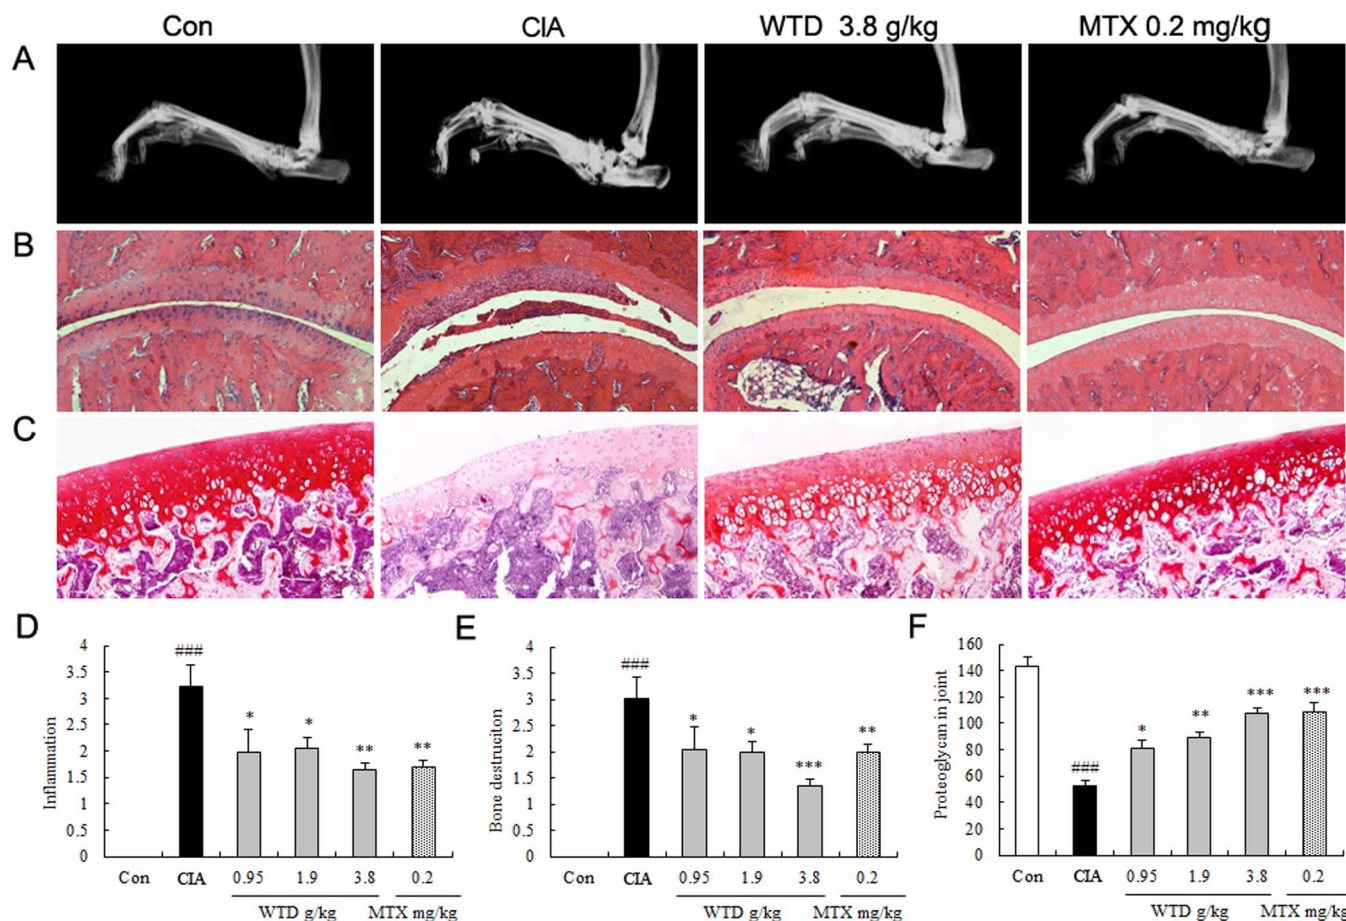 Con CIA WTD 3.8 g/kg MTX 0.2 mg/kg
A
B
C
D
Inflammation
4
3.5
3
2.5
2
1.5
1
0.5
0
###
*
*
**
**
Con CIA 0.95 1.9 3.8 0.2
WTD g/kg MTX mg/kg
E
Bone destruciton
4
3.5
3
2.5
2
1.5
1
0.5
0
###
*
*
***
**
Con CIA 0.95 1.9 3.8 0.2
WTD g/kg MTX mg/kg
F
Proteoglycan in joint
160
140
120
100
80
60
40
20
0
###
*
**
***
***
Con CIA 0.95 1.9 3.8 0.2
WTD g/kg MTX mg/kg